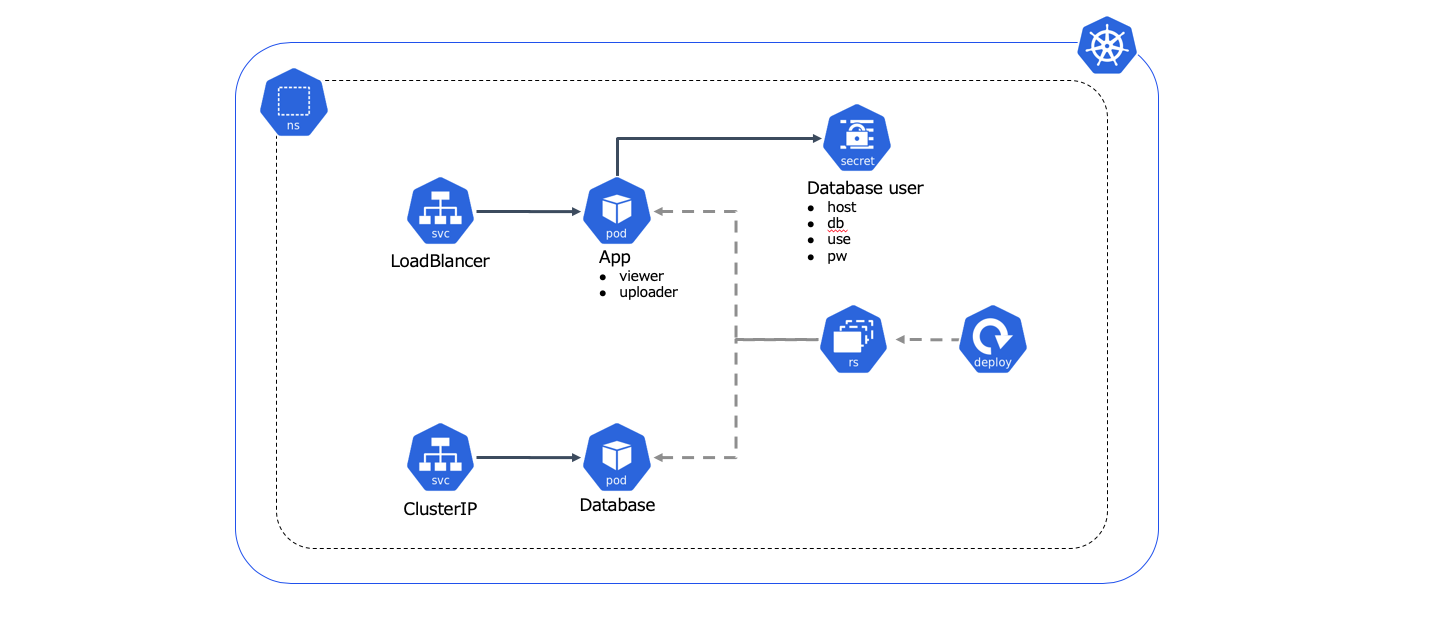 ns
secret
Database user
● host
● db
● use
● pw
svc
LoadBlancer
pod
App
● viewer
● uploader
rs
deploy
svc
ClusterIP
pod
Database